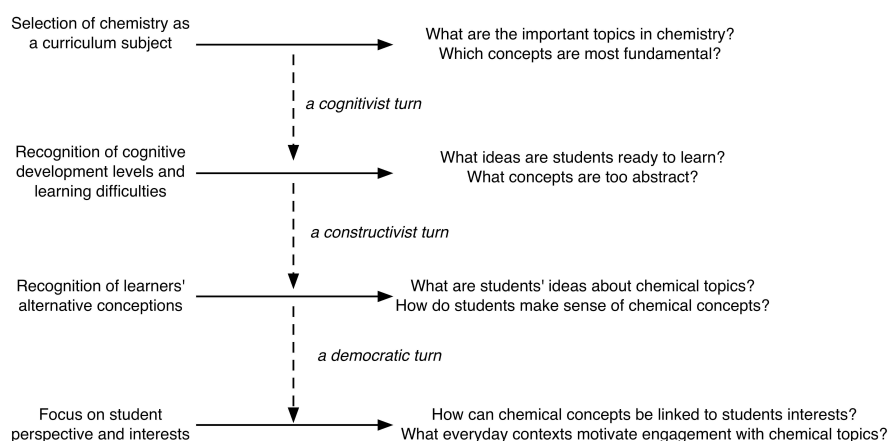 Selection of chemistry as
a curriculum subject
What are the important topics in chemistry?
Which concepts are most fundamental?
a cognitivist turn
Recognition of cognitive
development levels and
learning difficulties
What ideas are students ready to learn?
What concepts are too abstract?
a constructivist turn
Recognition of learners'
alternative conceptions
What are students' ideas about chemical topics?
How do students make sense of chemical concepts?
a democratic turn
Focus on student
perspective and interests
How can chemical concepts be linked to students interests?
What everyday contexts motivate engagement with chemical topics?